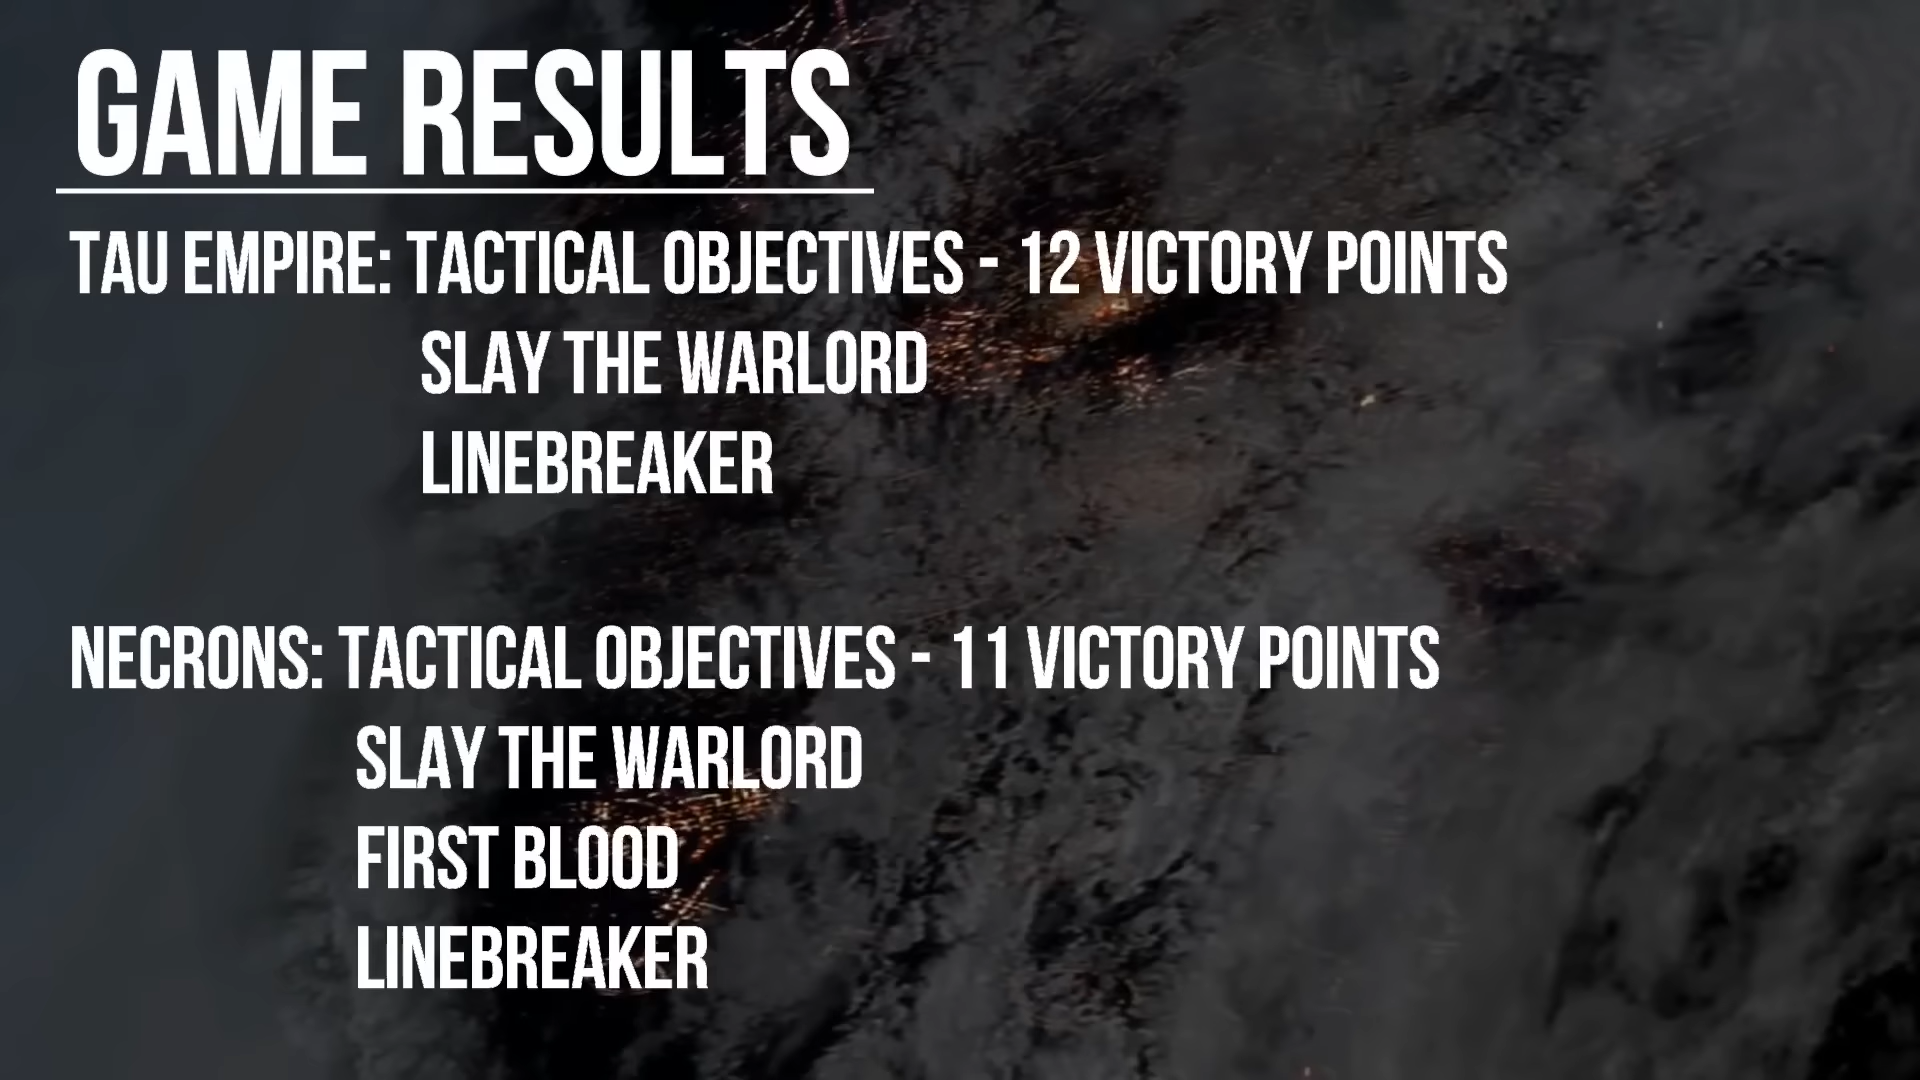 GAME RESULTS
TAU EMPIRE: TACTICAL OBJECTIVES - 12 VICTORY POINTS
SLAY THE WARLORD
LINEBREAKER
NECRONS: TACTICAL OBJECTIVES - 11 VICTORY POINTS
SLAY THE WARLORD
FIRST BLOOD
LINEBREAKER